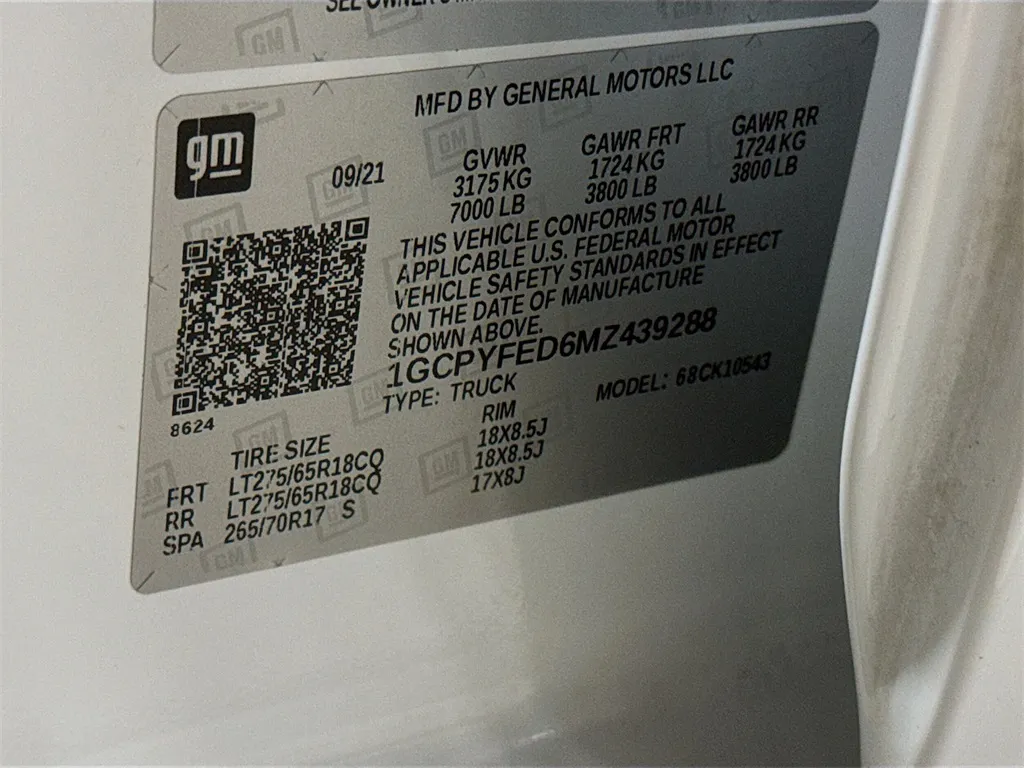 SEE OWNER'S
MFD BY GENERAL MOTORS LLC
gm
09/21
GVWR GAWR FRT GAWR RR
3175 KG 1724 KG 1724 KG
7000 LB 3800 LB 3800 LB
THIS VEHICLE CONFORMS TO ALL
APPLICABLE U.S. FEDERAL MOTOR
VEHICLE SAFETY STANDARDS IN EFFECT
ON THE DATE OF MANUFACTURE
SHOWN ABOVE.
1GCPYFED6MZ439288
TYPE: TRUCK MODEL: 68CK10543
8624
TIRE SIZE RIM
FRT LT275/65R18CQ 18X8.5J
RR LT275/65R18CQ 18X8.5J
SPA 265/70R17 S 17X8J